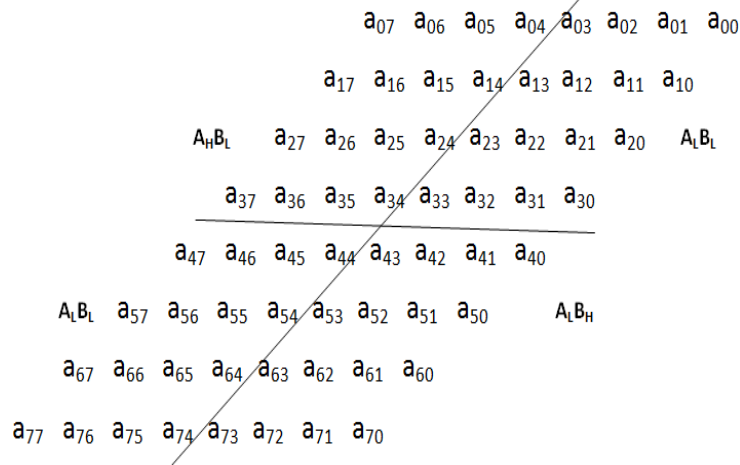 a₀₇ a₀₆ a₀₅ a₀₄ a₀₃ a₀₂ a₀₁ a₀₀
a₁₇ a₁₆ a₁₅ a₁₄ a₁₃ a₁₂ a₁₁ a₁₀
AₕBₗ a₂₇ a₂₆ a₂₅ a₂₄ a₂₃ a₂₂ a₂₁ a₂₀ AₗBₗ
a₃₇ a₃₆ a₃₅ a₃₄ a₃₃ a₃₂ a₃₁ a₃₀
a₄₇ a₄₆ a₄₅ a₄₄ a₄₃ a₄₂ a₄₁ a₄₀
AₗBₗ a₅₇ a₅₆ a₅₅ a₅₄ a₅₃ a₅₂ a₅₁ a₅₀ AₗBₕ
a₆₇ a₆₆ a₆₅ a₆₄ a₆₃ a₆₂ a₆₁ a₆₀
a₇₇ a₇₆ a₇₅ a₇₄ a₇₃ a₇₂ a₇₁ a₇₀